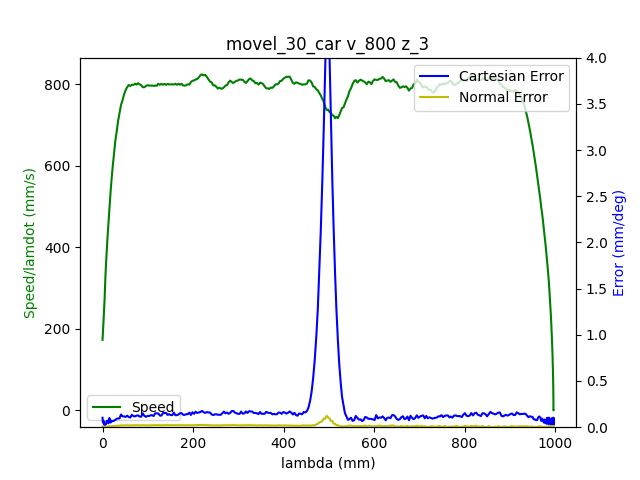 movel_30_car v_800 z_3
Cartesian Error
Normal Error
Speed
800
600
400
200
0
Speed/lamdot (mm/s)
4.0
3.5
3.0
2.5
2.0
1.5
1.0
0.5
0.0
Error (mm/deg)
0 200 400 600 800 1000
lambda (mm)